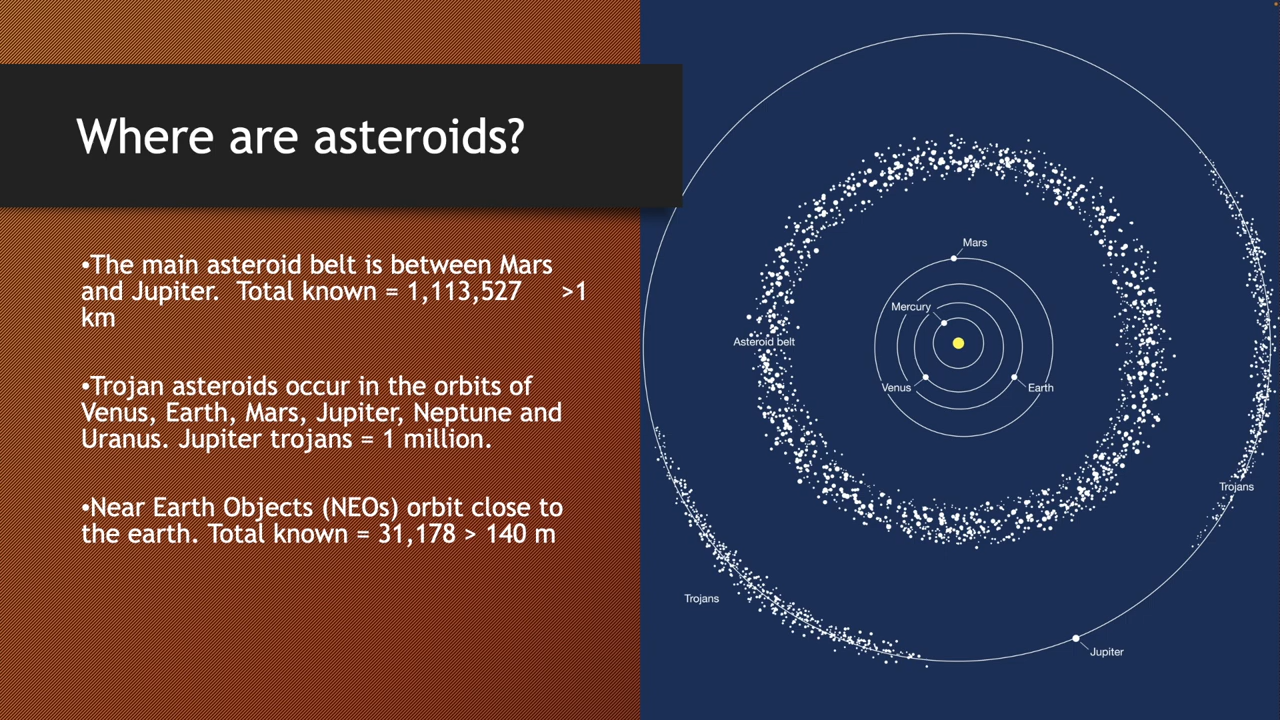 Where are asteroids?
•The main asteroid belt is between Mars
and Jupiter.  Total known = 1,113,527      >1
km
•Trojan asteroids occur in the orbits of
Venus, Earth, Mars, Jupiter, Neptune and
Uranus. Jupiter trojans = 1 million.
•Near Earth Objects (NEOs) orbit close to
the earth. Total known = 31,178 > 140 m
Mars
Mercury
Asteroid belt
Venus
Earth
Trojans
Trojans
Jupiter